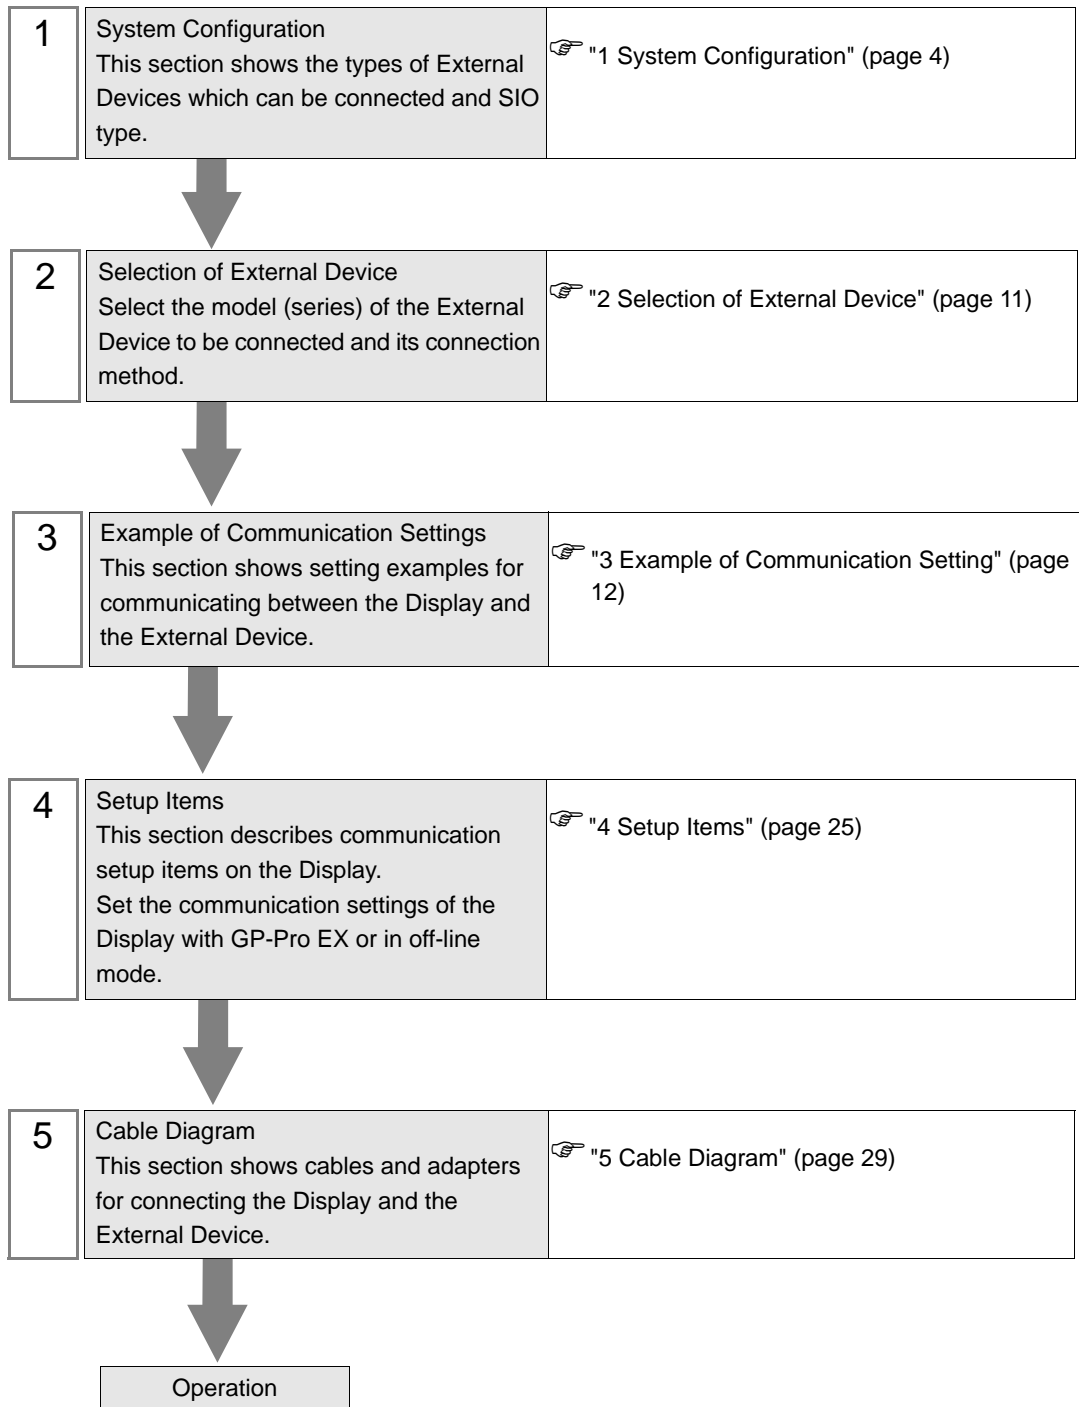 1
System Configuration
This section shows the types of External
Devices which can be connected and SIO
type.
"1 System Configuration" (page 4)
2
Selection of External Device
Select the model (series) of the External
Device to be connected and its connection
method.
"2 Selection of External Device" (page 11)
3
Example of Communication Settings
This section shows setting examples for
communicating between the Display and
the External Device.
"3 Example of Communication Setting" (page
12)
4
Setup Items
This section describes communication
setup items on the Display.
Set the communication settings of the
Display with GP-Pro EX or in off-line
mode.
"4 Setup Items" (page 25)
5
Cable Diagram
This section shows cables and adapters
for connecting the Display and the
External Device.
"5 Cable Diagram" (page 29)
Operation